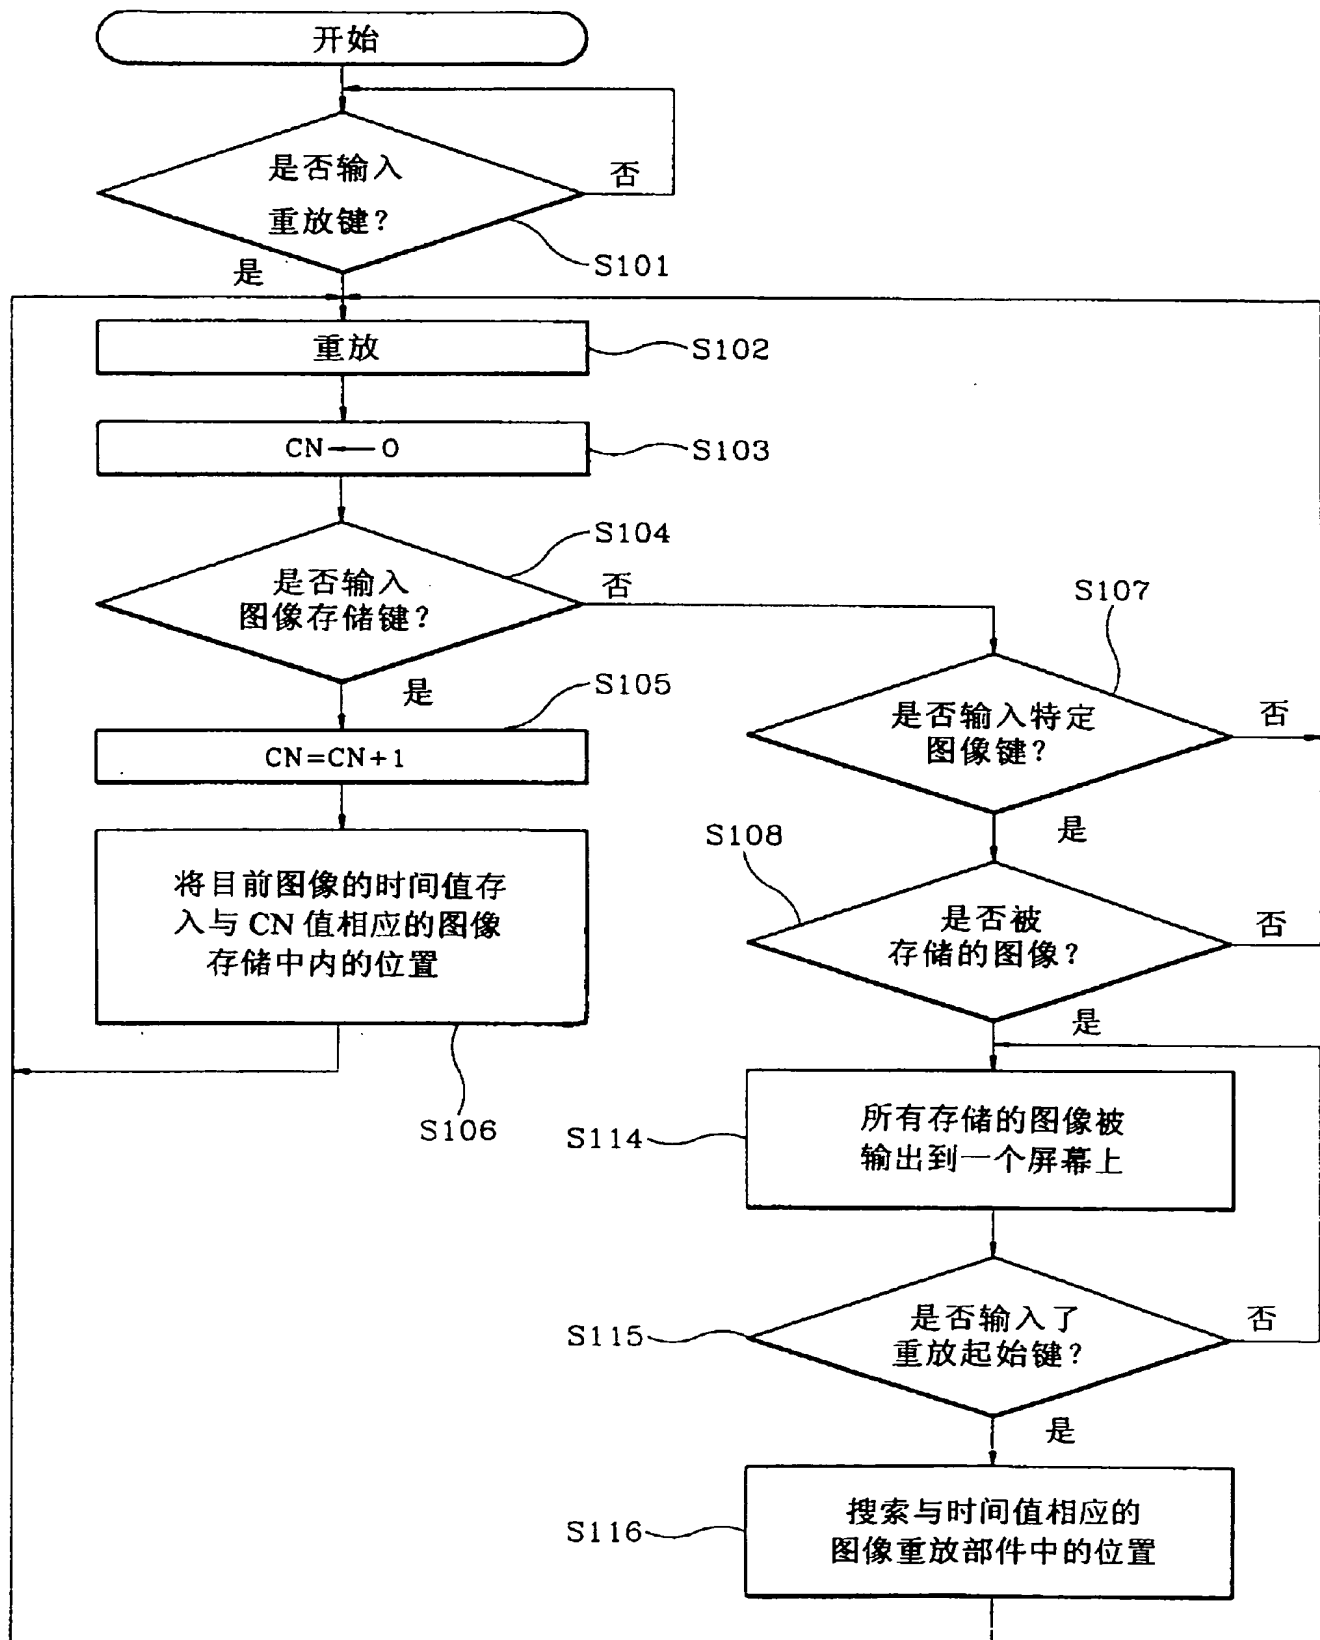 开始
是否输入
重放键?
否
S101
是
重放
S102
CN←0
S103
S104
是否输入
图像存储键?
否
是
S105
CN=CN+1
将目前图像的时间值存
入与CN值相应的图像
存储中内的位置
S106
S107
是否输入特定
图像键?
否
是
S108
是否被
存储的图像?
否
是
S114
所有存储的图像被
输出到一个屏幕上
S115
是否输入了
重放起始键?
否
是
S116
搜索与时间值相应的
图像重放部件中的位置